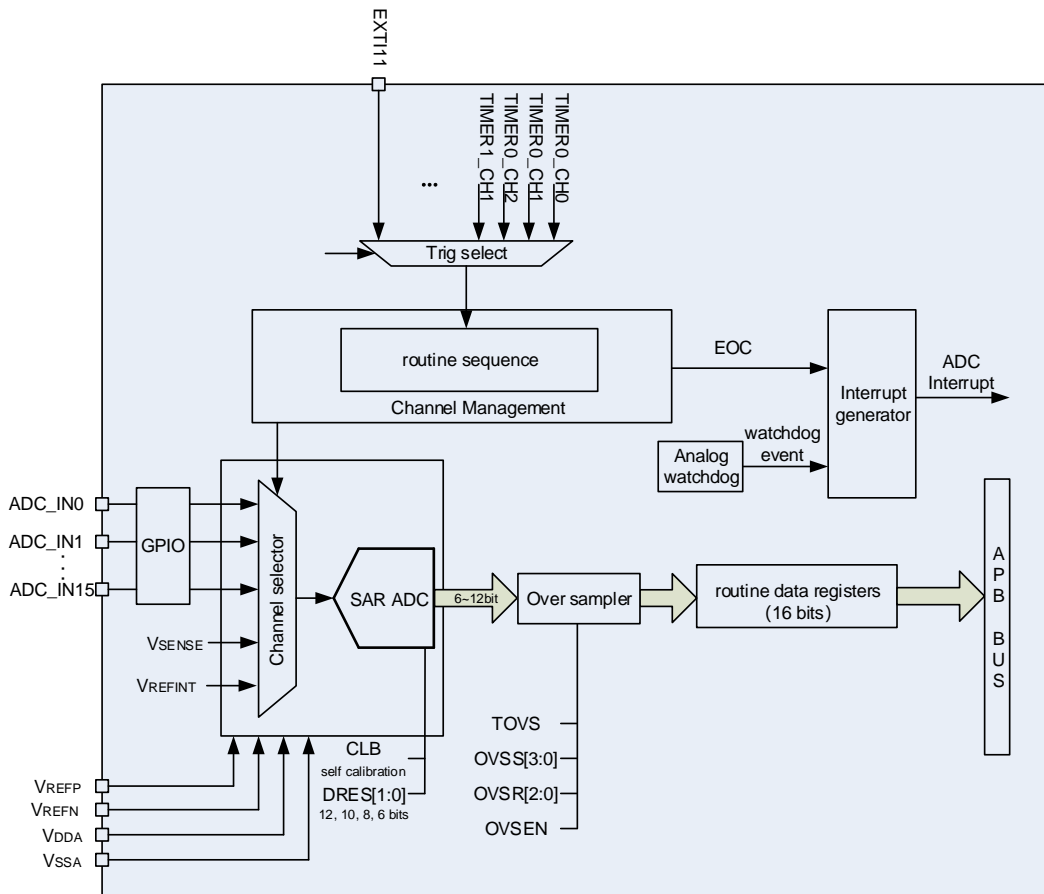 EXTI11
TIMER1_CH1
TIMER0_CH2
TIMER0_CH1
TIMER0_CH0
...
Trig select
routine sequence
Channel Management
EOC
Interrupt
generator
ADC
Interrupt
Analog
watchdog
watchdog
event
ADC_IN0
ADC_IN1
ADC_IN15
GPIO
VSENSE
VREFINT
Channel selector
SAR ADC
6~12bit
Over sampler
routine data registers
(16 bits)
APB BUS
CLB
self calibration
DRES[1:0]
12, 10, 8, 6 bits
TOVS
OVSS[3:0]
OVSR[2:0]
OVSEN
VREFP
VREFN
VDDA
VSSA